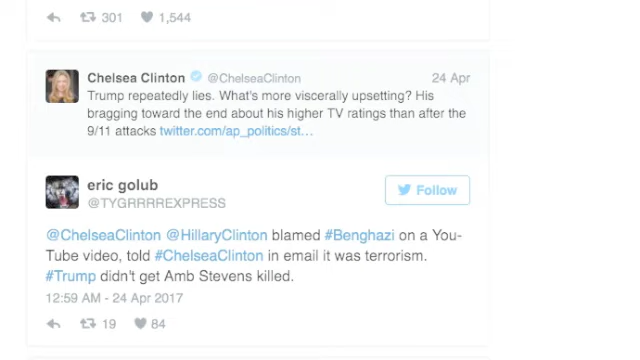 301 1,544
Chelsea Clinton @ChelseaClinton 24 Apr
Trump repeatedly lies. What's more viscerally upsetting? His
bragging toward the end about his higher TV ratings than after the
9/11 attacks twitter.com/ap_politics/st...
eric golub
@TYGRRRREXPRESS
Follow
@ChelseaClinton @HillaryClinton blamed #Benghazi on a You-
Tube video, told #ChelseaClinton in email it was terrorism.
#Trump didn't get Amb Stevens killed.
12:59 AM - 24 Apr 2017
19 84